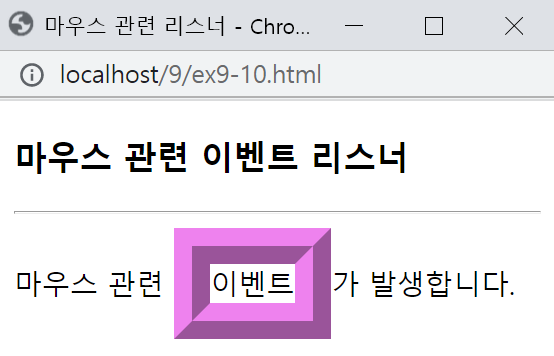 마우스 관련 리스너 - Chro...
localhost/9/ex9-10.html
마우스 관련 이벤트 리스너
마우스 관련 이벤트 가 발생합니다.